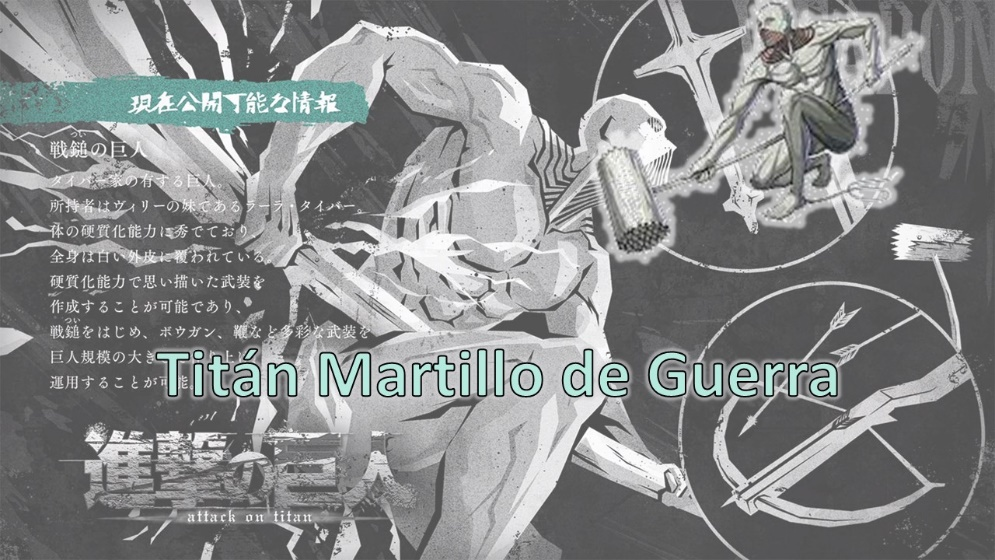 現在公開可能な情報
つい
戦鎚の巨人
タイバー家の有する巨人。
所持者はヴィリーの妹であるラーラ・タイバー。
体の硬質化能力に秀でており、
全身は白い外皮に覆われている。
硬質化能力で思い描いた武装を
作成することが可能であり、
つい
戦鎚をはじめ、ボウガン、鞭など多彩な武装を
巨人規模の大き 上
運用することが可能
Titán Martillo de Guerra
進撃の巨人
attack on titan